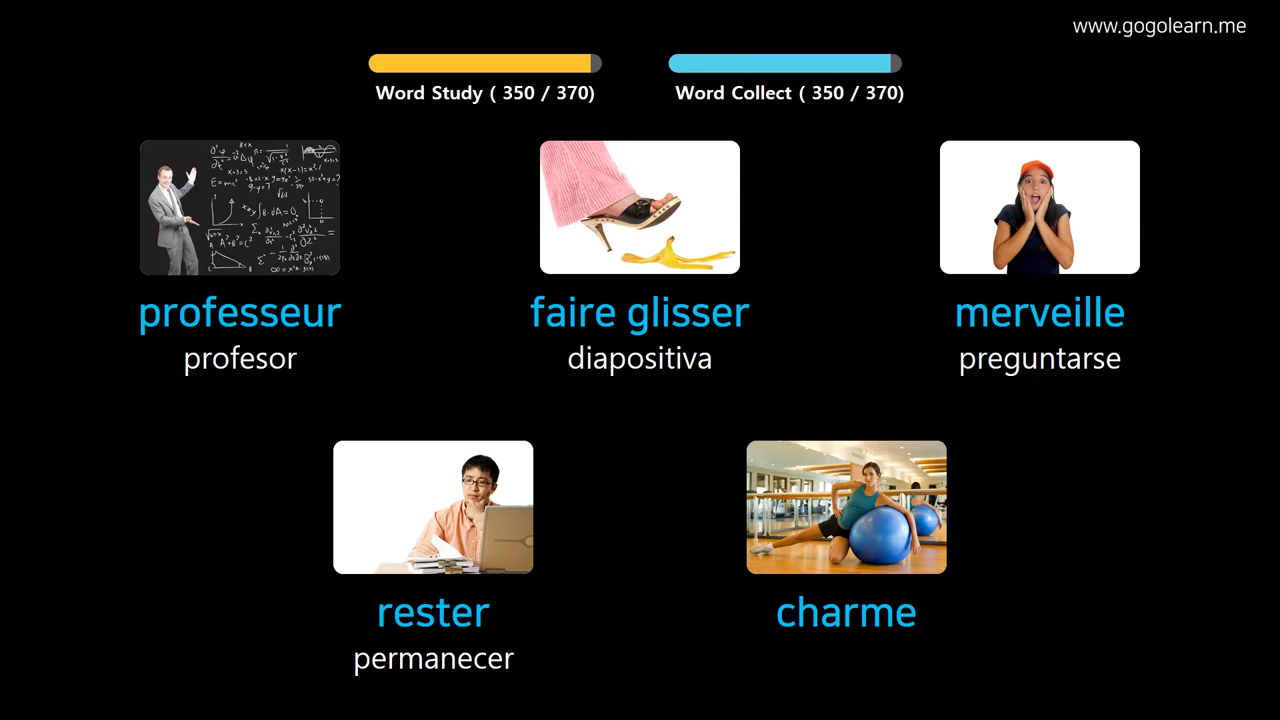 www.gogolearn.me
Word Study ( 350 / 370)
Word Collect ( 350 / 370)
professeur
profesor
faire glisser
diapositiva
merveille
preguntarse
rester
permanecer
charme